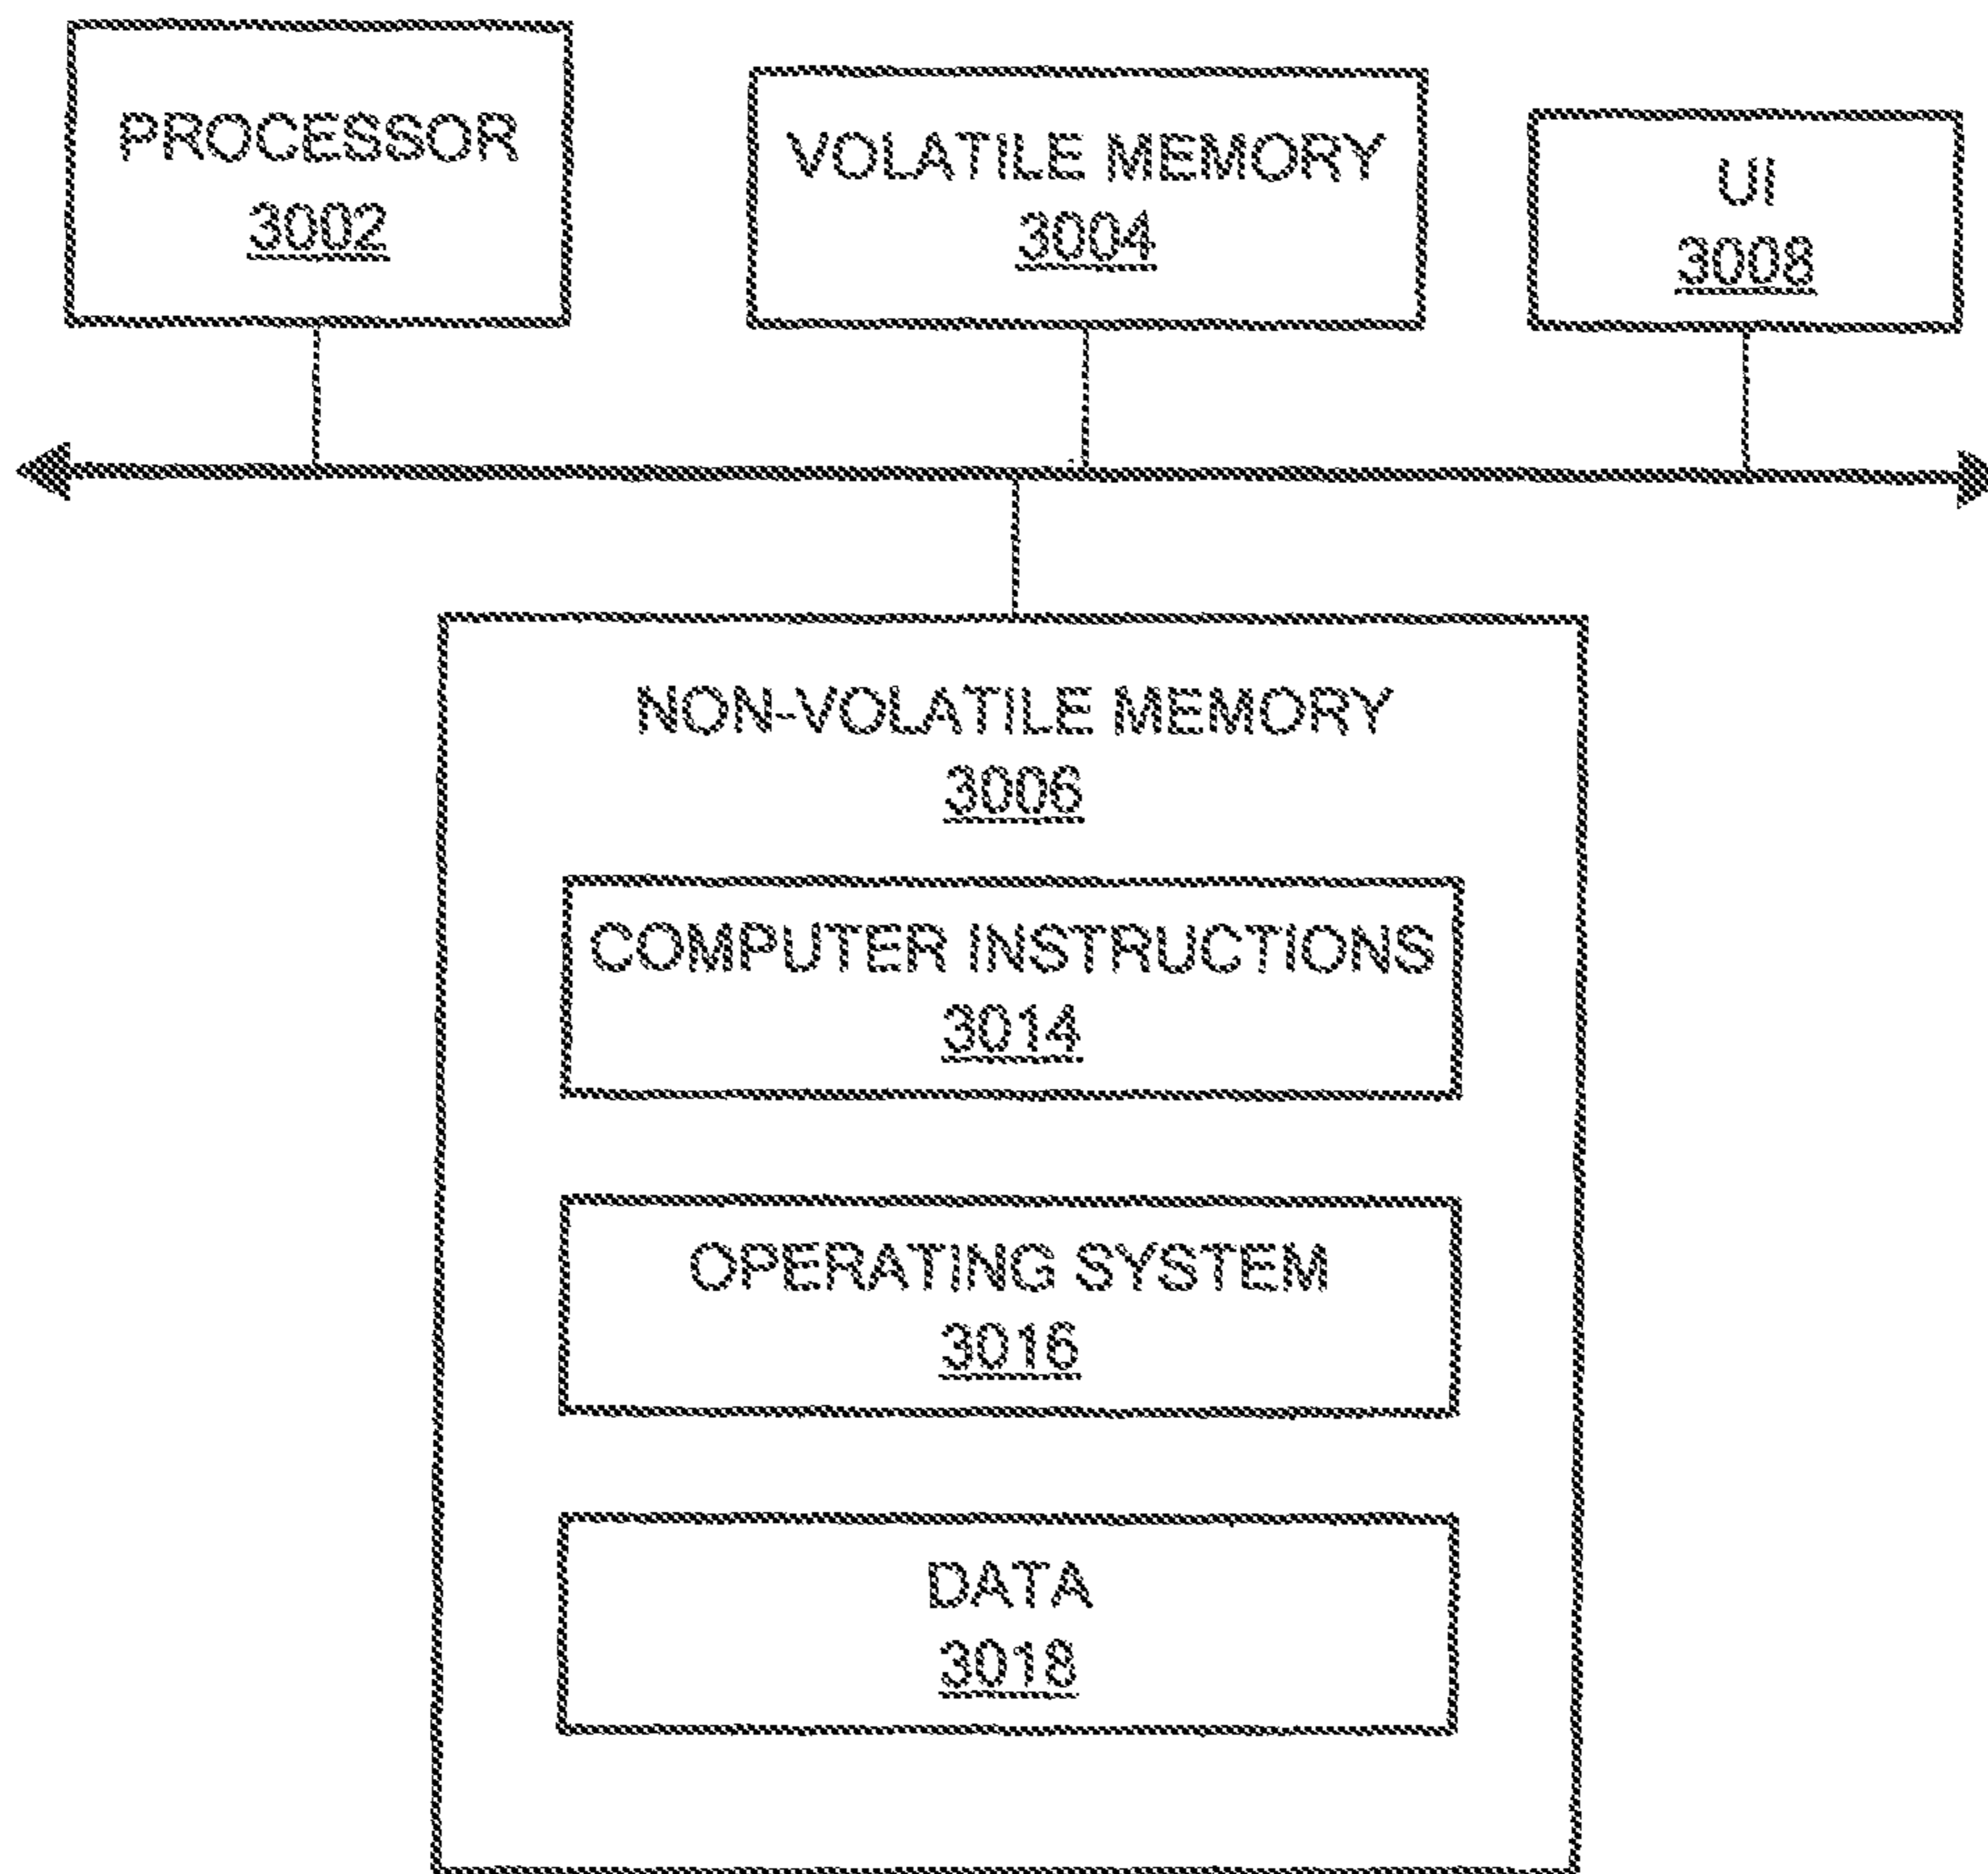 PROCESSOR
3002
VOLATILE MEMORY
3004
UI
3008
NON-VOLATILE MEMORY
3006
COMPUTER INSTRUCTIONS
3014
OPERATING SYSTEM
3016
DATA
3018